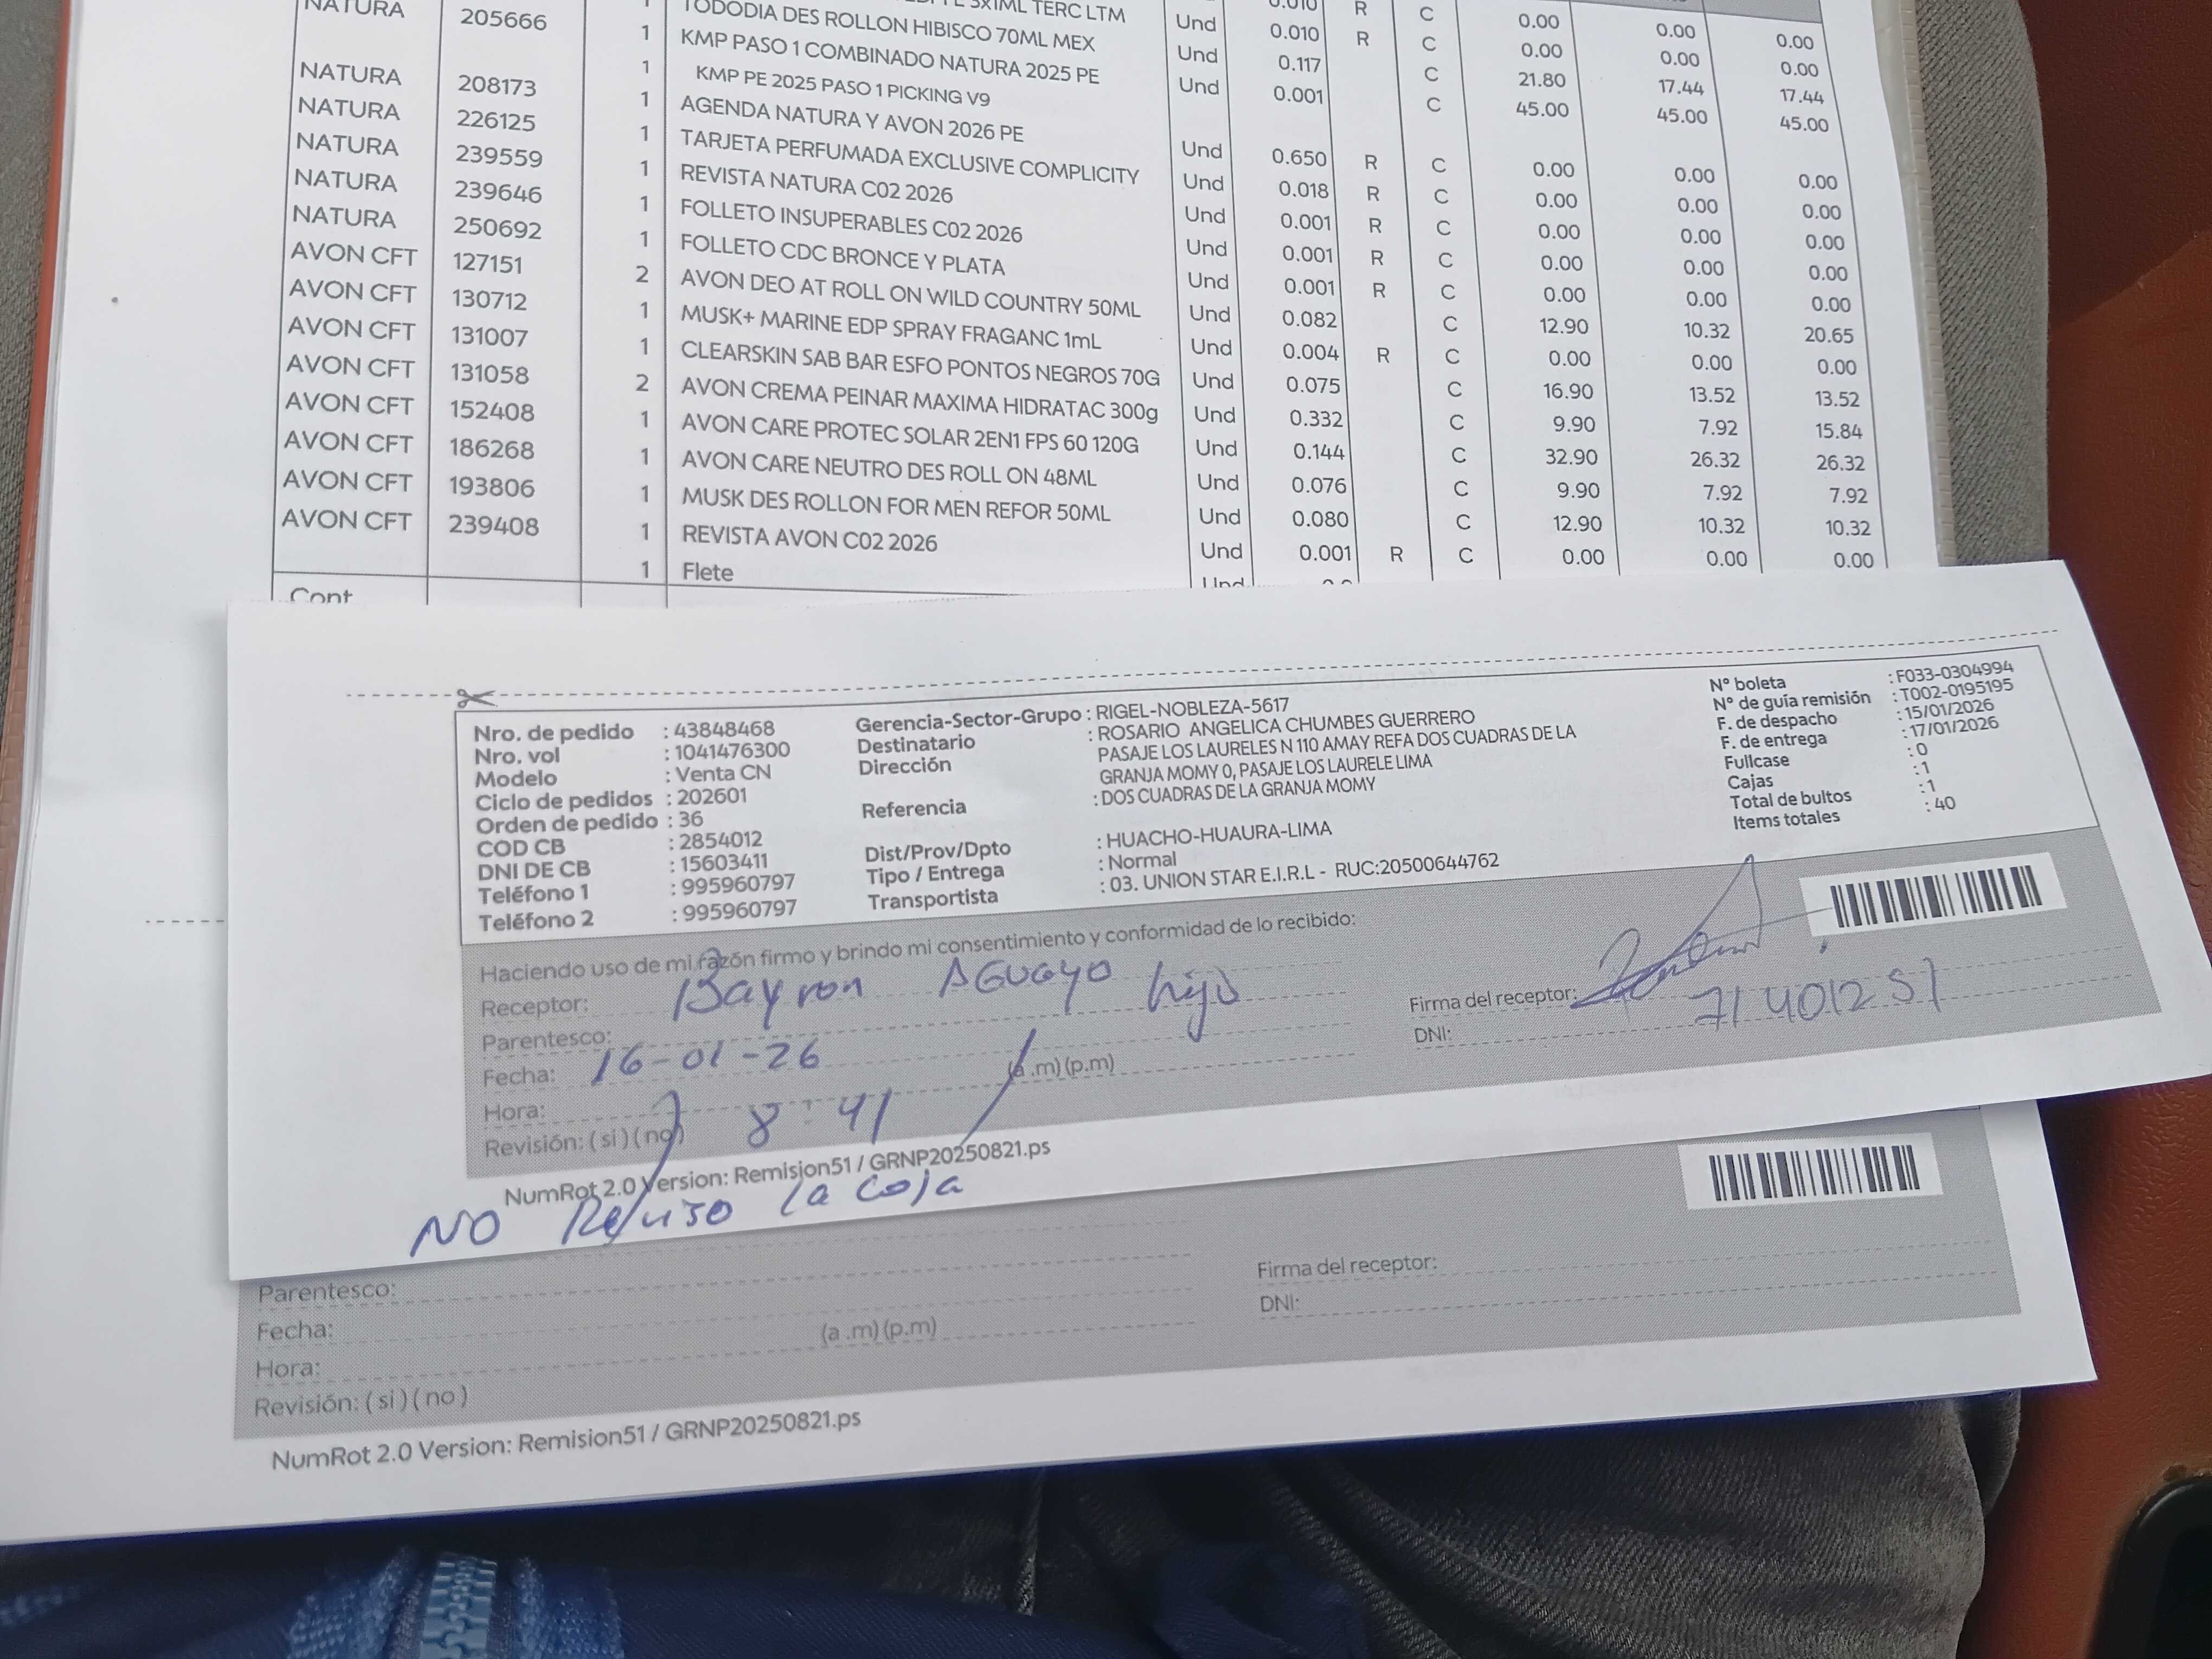 NATURA 205666 1 TODODIA DES ROLLON HIBISCO 70ML MEX Und 0.010 R C 0.00 0.00 0.00
1 KMP PASO 1 COMBINADO NATURA 2025 PE Und 0.117 C 21.80 17.44 17.44
NATURA 208173 1 KMP PE 2025 PASO 1 PICKING V9 Und 0.001 C 45.00 45.00 45.00
NATURA 226125 1 AGENDA NATURA Y AVON 2026 PE Und 0.650 R C 0.00 0.00 0.00
NATURA 239559 1 TARJETA PERFUMADA EXCLUSIVE COMPLICITY Und 0.018 R C 0.00 0.00 0.00
NATURA 239646 1 REVISTA NATURA C02 2026 Und 0.001 R C 0.00 0.00 0.00
NATURA 250692 1 FOLLETO INSUPERABLES C02 2026 Und 0.001 R C 0.00 0.00 0.00
AVON CFT 127151 1 FOLLETO CDC BRONCE Y PLATA Und 0.001 R C 0.00 0.00 0.00
AVON CFT 130712 2 AVON DEO AT ROLL ON WILD COUNTRY 50ML Und 0.082 C 12.90 10.32 20.65
AVON CFT 131007 1 MUSK+ MARINE EDP SPRAY FRAGANC 1mL Und 0.004 R C 0.00 0.00 0.00
AVON CFT 131058 1 CLEARSKIN SAB BAR ESFO PONTOS NEGROS 70G Und 0.075 C 16.90 13.52 13.52
AVON CFT 152408 2 AVON CREMA PEINAR MAXIMA HIDRATAC 300g Und 0.332 C 9.90 7.92 15.84
AVON CFT 186268 1 AVON CARE PROTEC SOLAR 2EN1 FPS 60 120G Und 0.144 C 32.90 26.32 26.32
AVON CFT 193806 1 AVON CARE NEUTRO DES ROLL ON 48ML Und 0.076 C 9.90 7.92 7.92
AVON CFT 239408 1 MUSK DES ROLLON FOR MEN REFOR 50ML Und 0.080 C 12.90 10.32 10.32
1 REVISTA AVON C02 2026 Und 0.001 R C 0.00 0.00 0.00
1 Flete Und
Cont
Nro. de pedido : 43848468
Nro. vol : 1041476300
Modelo : Venta CN
Ciclo de pedidos : 202601
Orden de pedido : 36
COD CB : 2854012
DNI DE CB : 15603411
Teléfono 1 : 995960797
Teléfono 2 : 995960797
Gerencia-Sector-Grupo : RIGEL-NOBLEZA-5617
Destinatario : ROSARIO ANGELICA CHUMBES GUERRERO
Dirección PASAJE LOS LAURELES N 110 AMAY REFA DOS CUADRAS DE LA
GRANJA MOMY 0, PASAJE LOS LAURELE LIMA
Referencia : DOS CUADRAS DE LA GRANJA MOMY
Dist/Prov/Dpto : HUACHO-HUAURA-LIMA
Tipo / Entrega : Normal
Transportista : 03. UNION STAR E.I.R.L - RUC:20500644762
N° boleta : F033-0304994
N° de guía remisión : T002-0195195
F. de despacho : 15/01/2026
F. de entrega : 17/01/2026
Fullcase : 0
Cajas : 1
Total de bultos : 1
Items totales : 40
Haciendo uso de mi razón firmo y brindo mi consentimiento y conformidad de lo recibido:
Receptor: Bayron Aguayo hijo
Parentesco:
Fecha: 16-01-26 (a .m) (p.m)
Hora: 8:41
Revisión: ( si ) ( no )
Firma del receptor:
DNI: 71401251
NumRot 2.0 Version: Remision51 / GRNP20250821.ps
NO Reviso la caja
Parentesco:
Fecha:
(a .m) (p.m)
Hora:
Revisión: ( si ) ( no )
Firma del receptor:
DNI:
NumRot 2.0 Version: Remision51 / GRNP20250821.ps